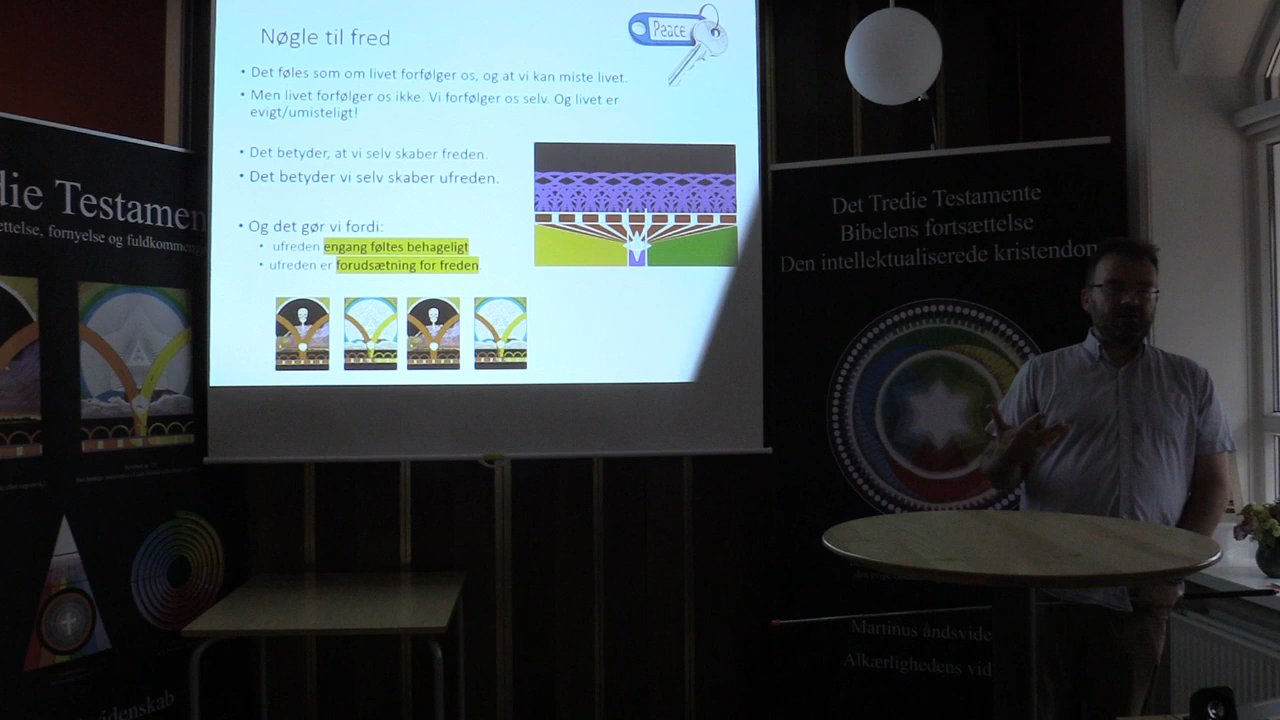 Nøgle til fred
Peace
• Det føles som om livet forfølger os, og at vi kan miste livet.
• Men livet forfølger os ikke. Vi forfølger os selv. Og livet er
evigt/umisteligt!
• Det betyder, at vi selv skaber freden.
• Det betyder vi selv skaber ufreden.
• Og det gør vi fordi:
• ufreden engang føltes behageligt
• ufreden er forudsætning for freden.
die Testamen
ettelse, fornyelse og fuldkommen
idenskab
Det Tredie Testamente
Bibelens fortsættelse
Den intellektualiserede kristendom
Martinus åndsvide
Alkærlighedens vid